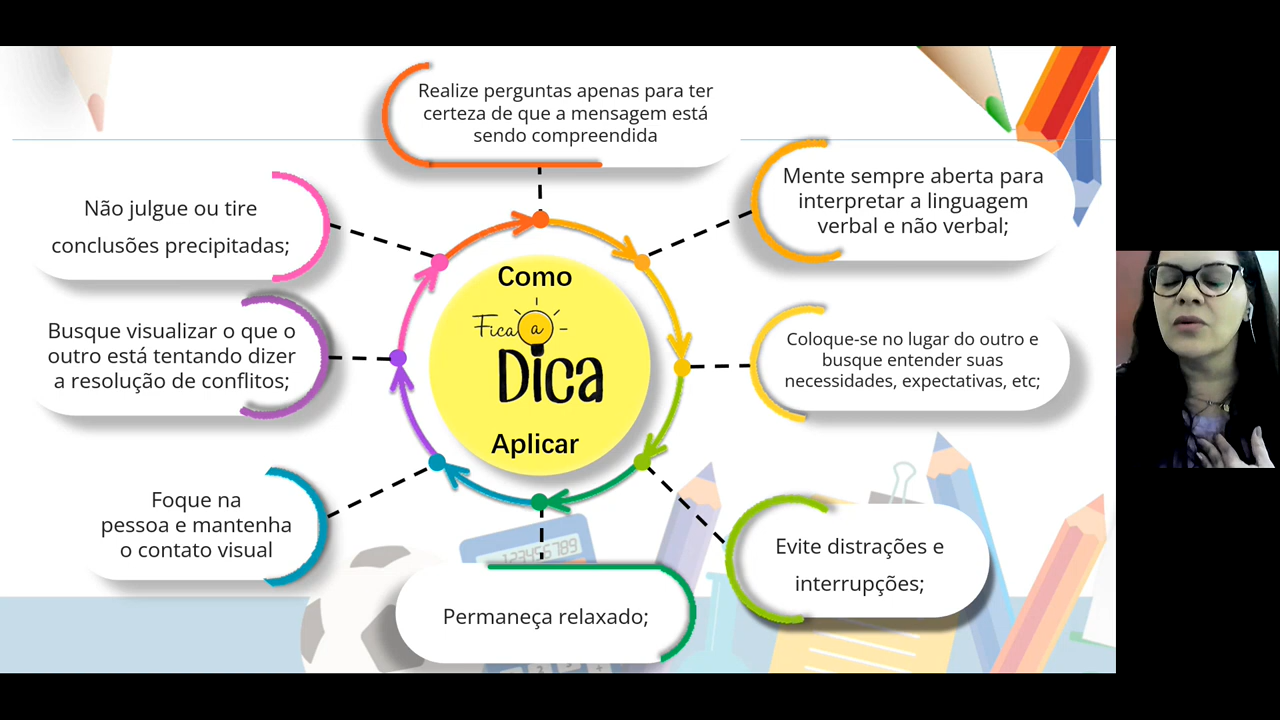 Realize perguntas apenas para ter
certeza de que a mensagem está
sendo compreendida
Mente sempre aberta para
interpretar a linguagem
verbal e não verbal;
Coloque-se no lugar do outro e
busque entender suas
necessidades, expectativas, etc;
Evite distrações e
interrupções;
Permaneça relaxado;
Foque na
pessoa e mantenha
o contato visual
Busque visualizar o que o
outro está tentando dizer
a resolução de conflitos;
Não julgue ou tire
conclusões precipitadas;
Como
Fica a
Dica
Aplicar
123456789